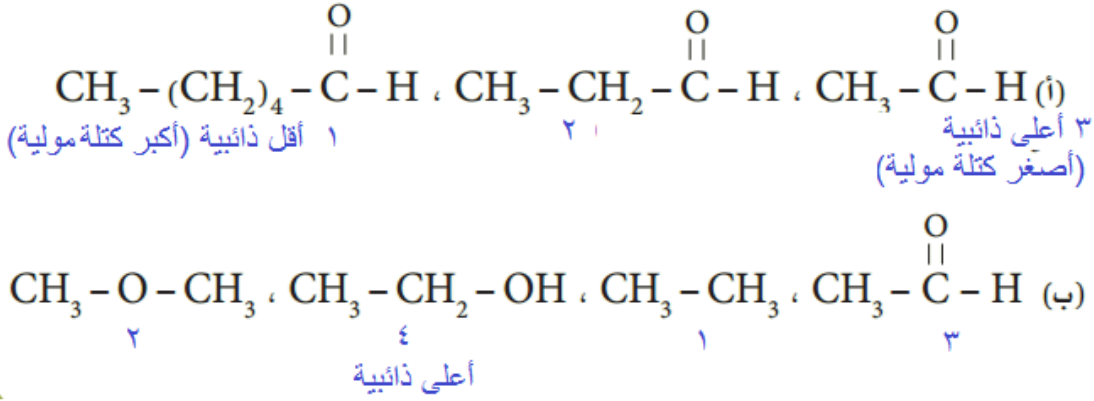 O
||
(أ) CH₃ – C – H ، CH₃ – CH₂ – C – H ، CH₃ – (CH₂)₄ – C – H
٣ أعلى ذائبية
(أصغر كتلة مولية)
٢
١ أقل ذائبية (أكبر كتلة مولية)
O
||
(ب) CH₃ – C – H ، CH₃ – CH₃ ، CH₃ – CH₂ – OH ، CH₃ – O – CH₃
٣ ١ ٤ ٢
أعلى ذائبية